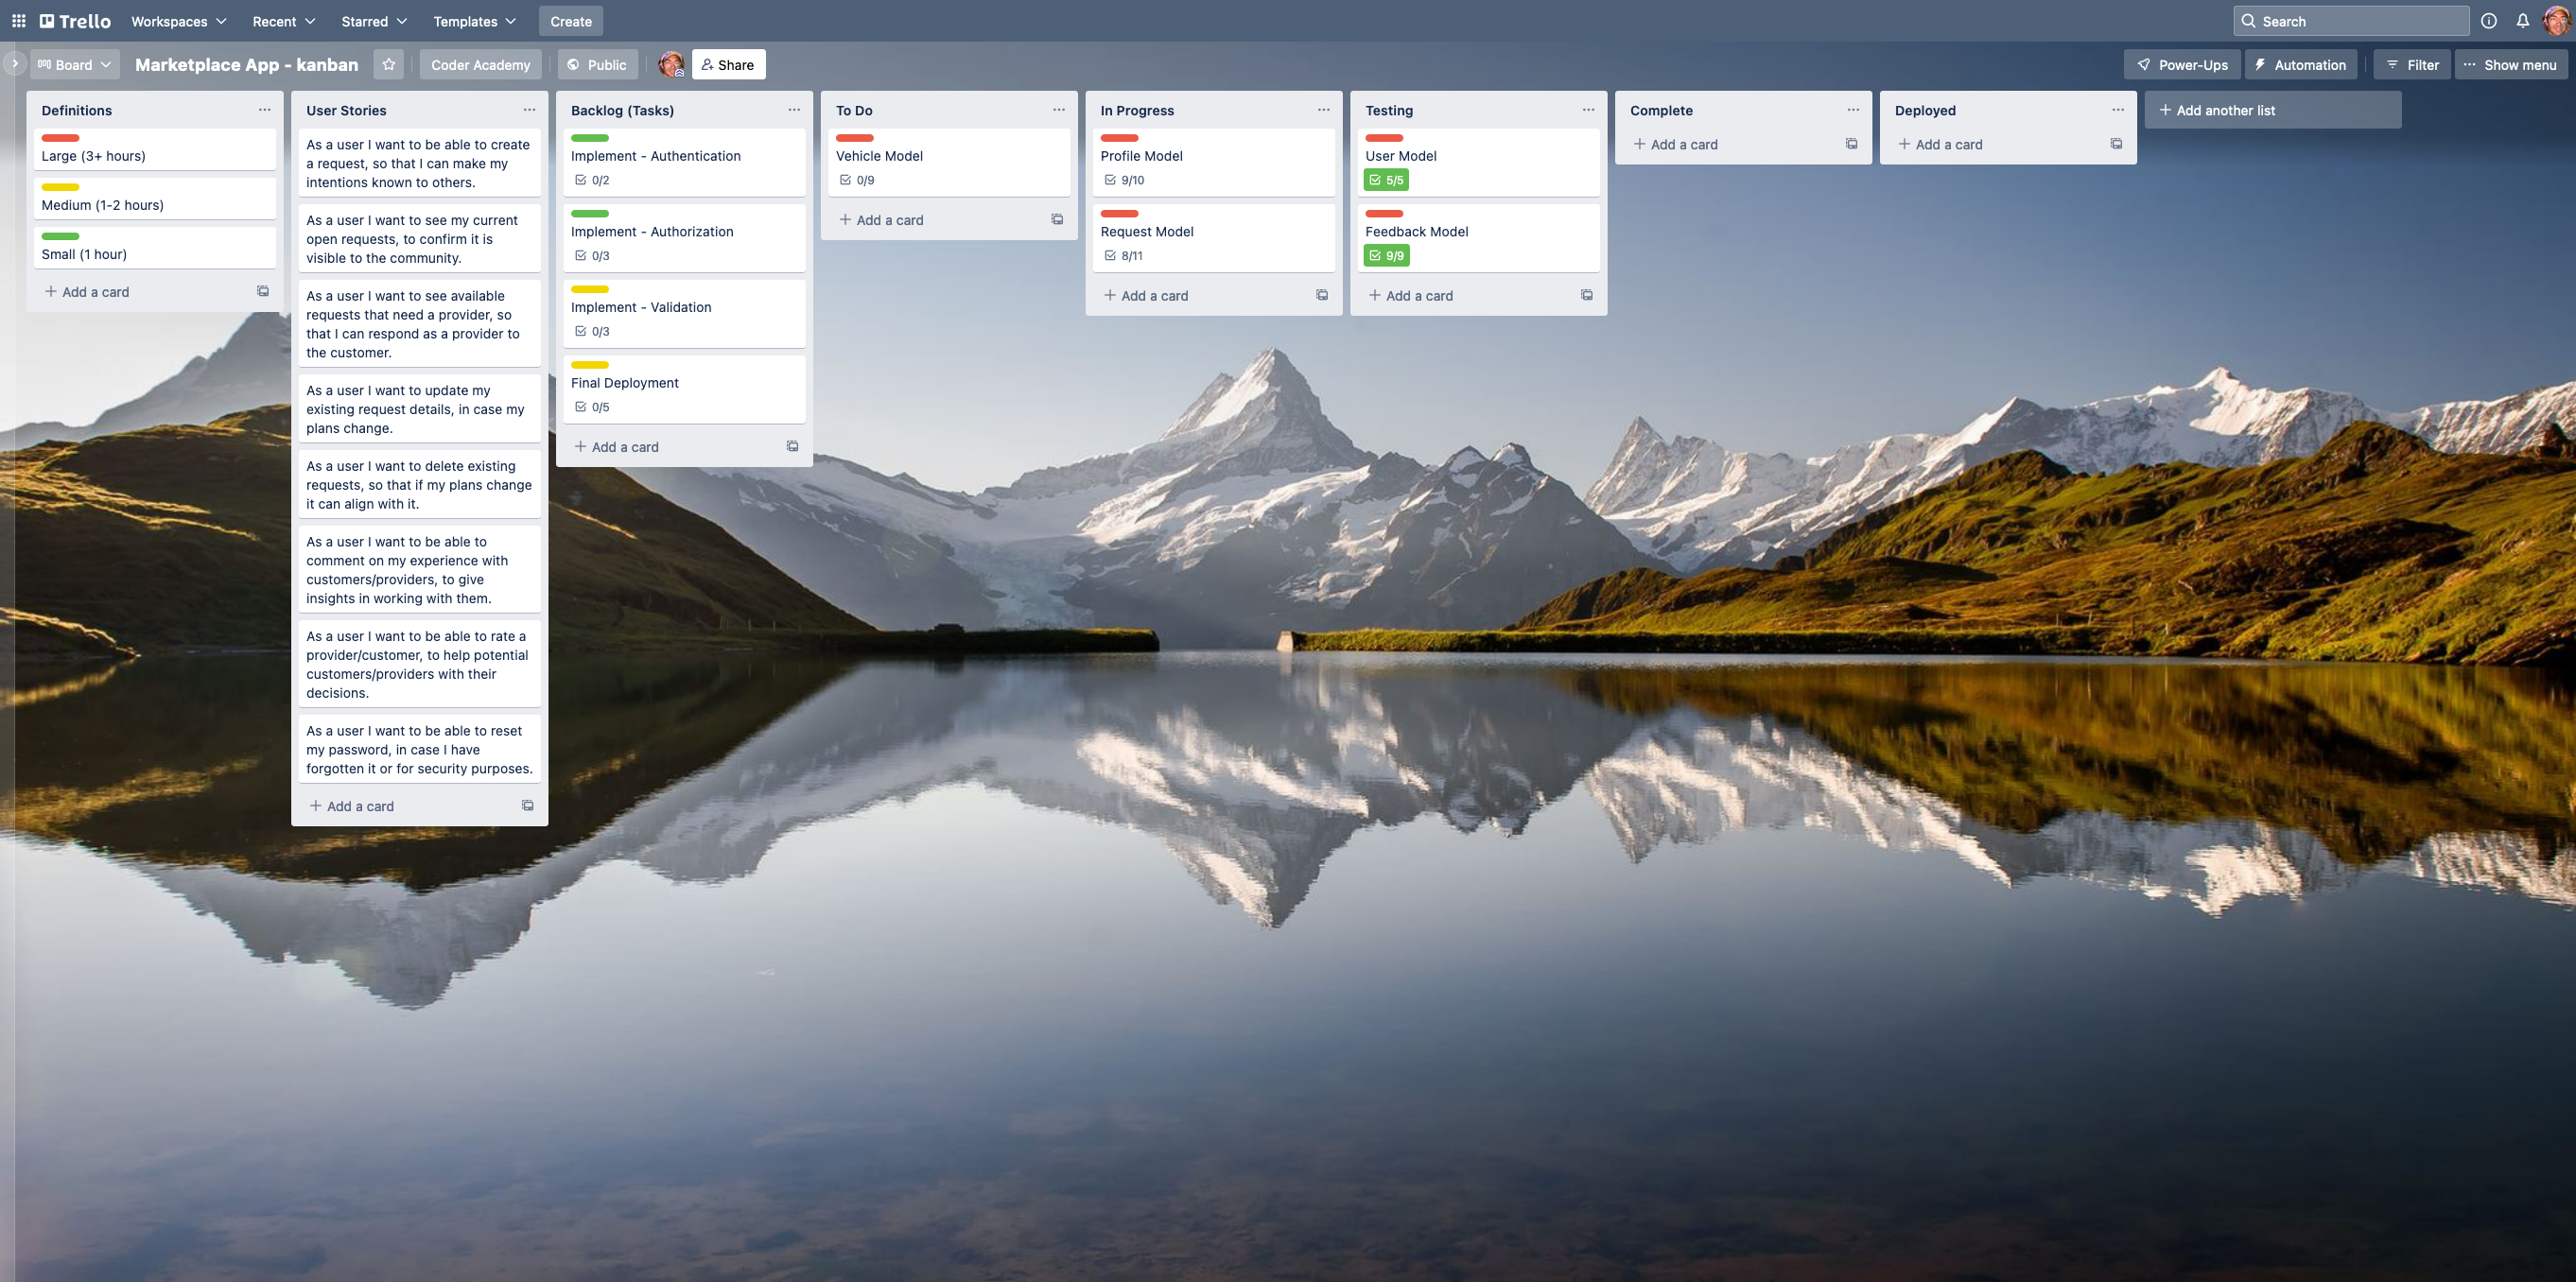 Trello
Workspaces
Recent
Starred
Templates
Create
Search
Board
Marketplace App - kanban
Coder Academy
Public
Share
Power-Ups
Automation
Filter
Show menu
Definitions
Large (3+ hours)
Medium (1-2 hours)
Small (1 hour)
Add a card
User Stories
As a user I want to be able to create
a request, so that I can make my
intentions known to others.
As a user I want to see my current
open requests, to confirm it is
visible to the community.
As a user I want to see available
requests that need a provider, so
that I can respond as a provider to
the customer.
As a user I want to update my
existing request details, in case my
plans change.
As a user I want to delete existing
requests, so that if my plans change
it can align with it.
As a user I want to be able to
comment on my experience with
customers/providers, to give
insights in working with them.
As a user I want to be able to rate a
provider/customer, to help potential
customers/providers with their
decisions.
As a user I want to be able to reset
my password, in case I have
forgotten it or for security purposes.
Add a card
Backlog (Tasks)
Implement - Authentication
0/2
Implement - Authorization
0/3
Implement - Validation
0/3
Final Deployment
0/5
Add a card
To Do
Vehicle Model
0/9
Add a card
In Progress
Profile Model
9/10
Request Model
8/11
Add a card
Testing
User Model
5/5
Feedback Model
9/9
Add a card
Complete
Add a card
Deployed
Add a card
Add another list